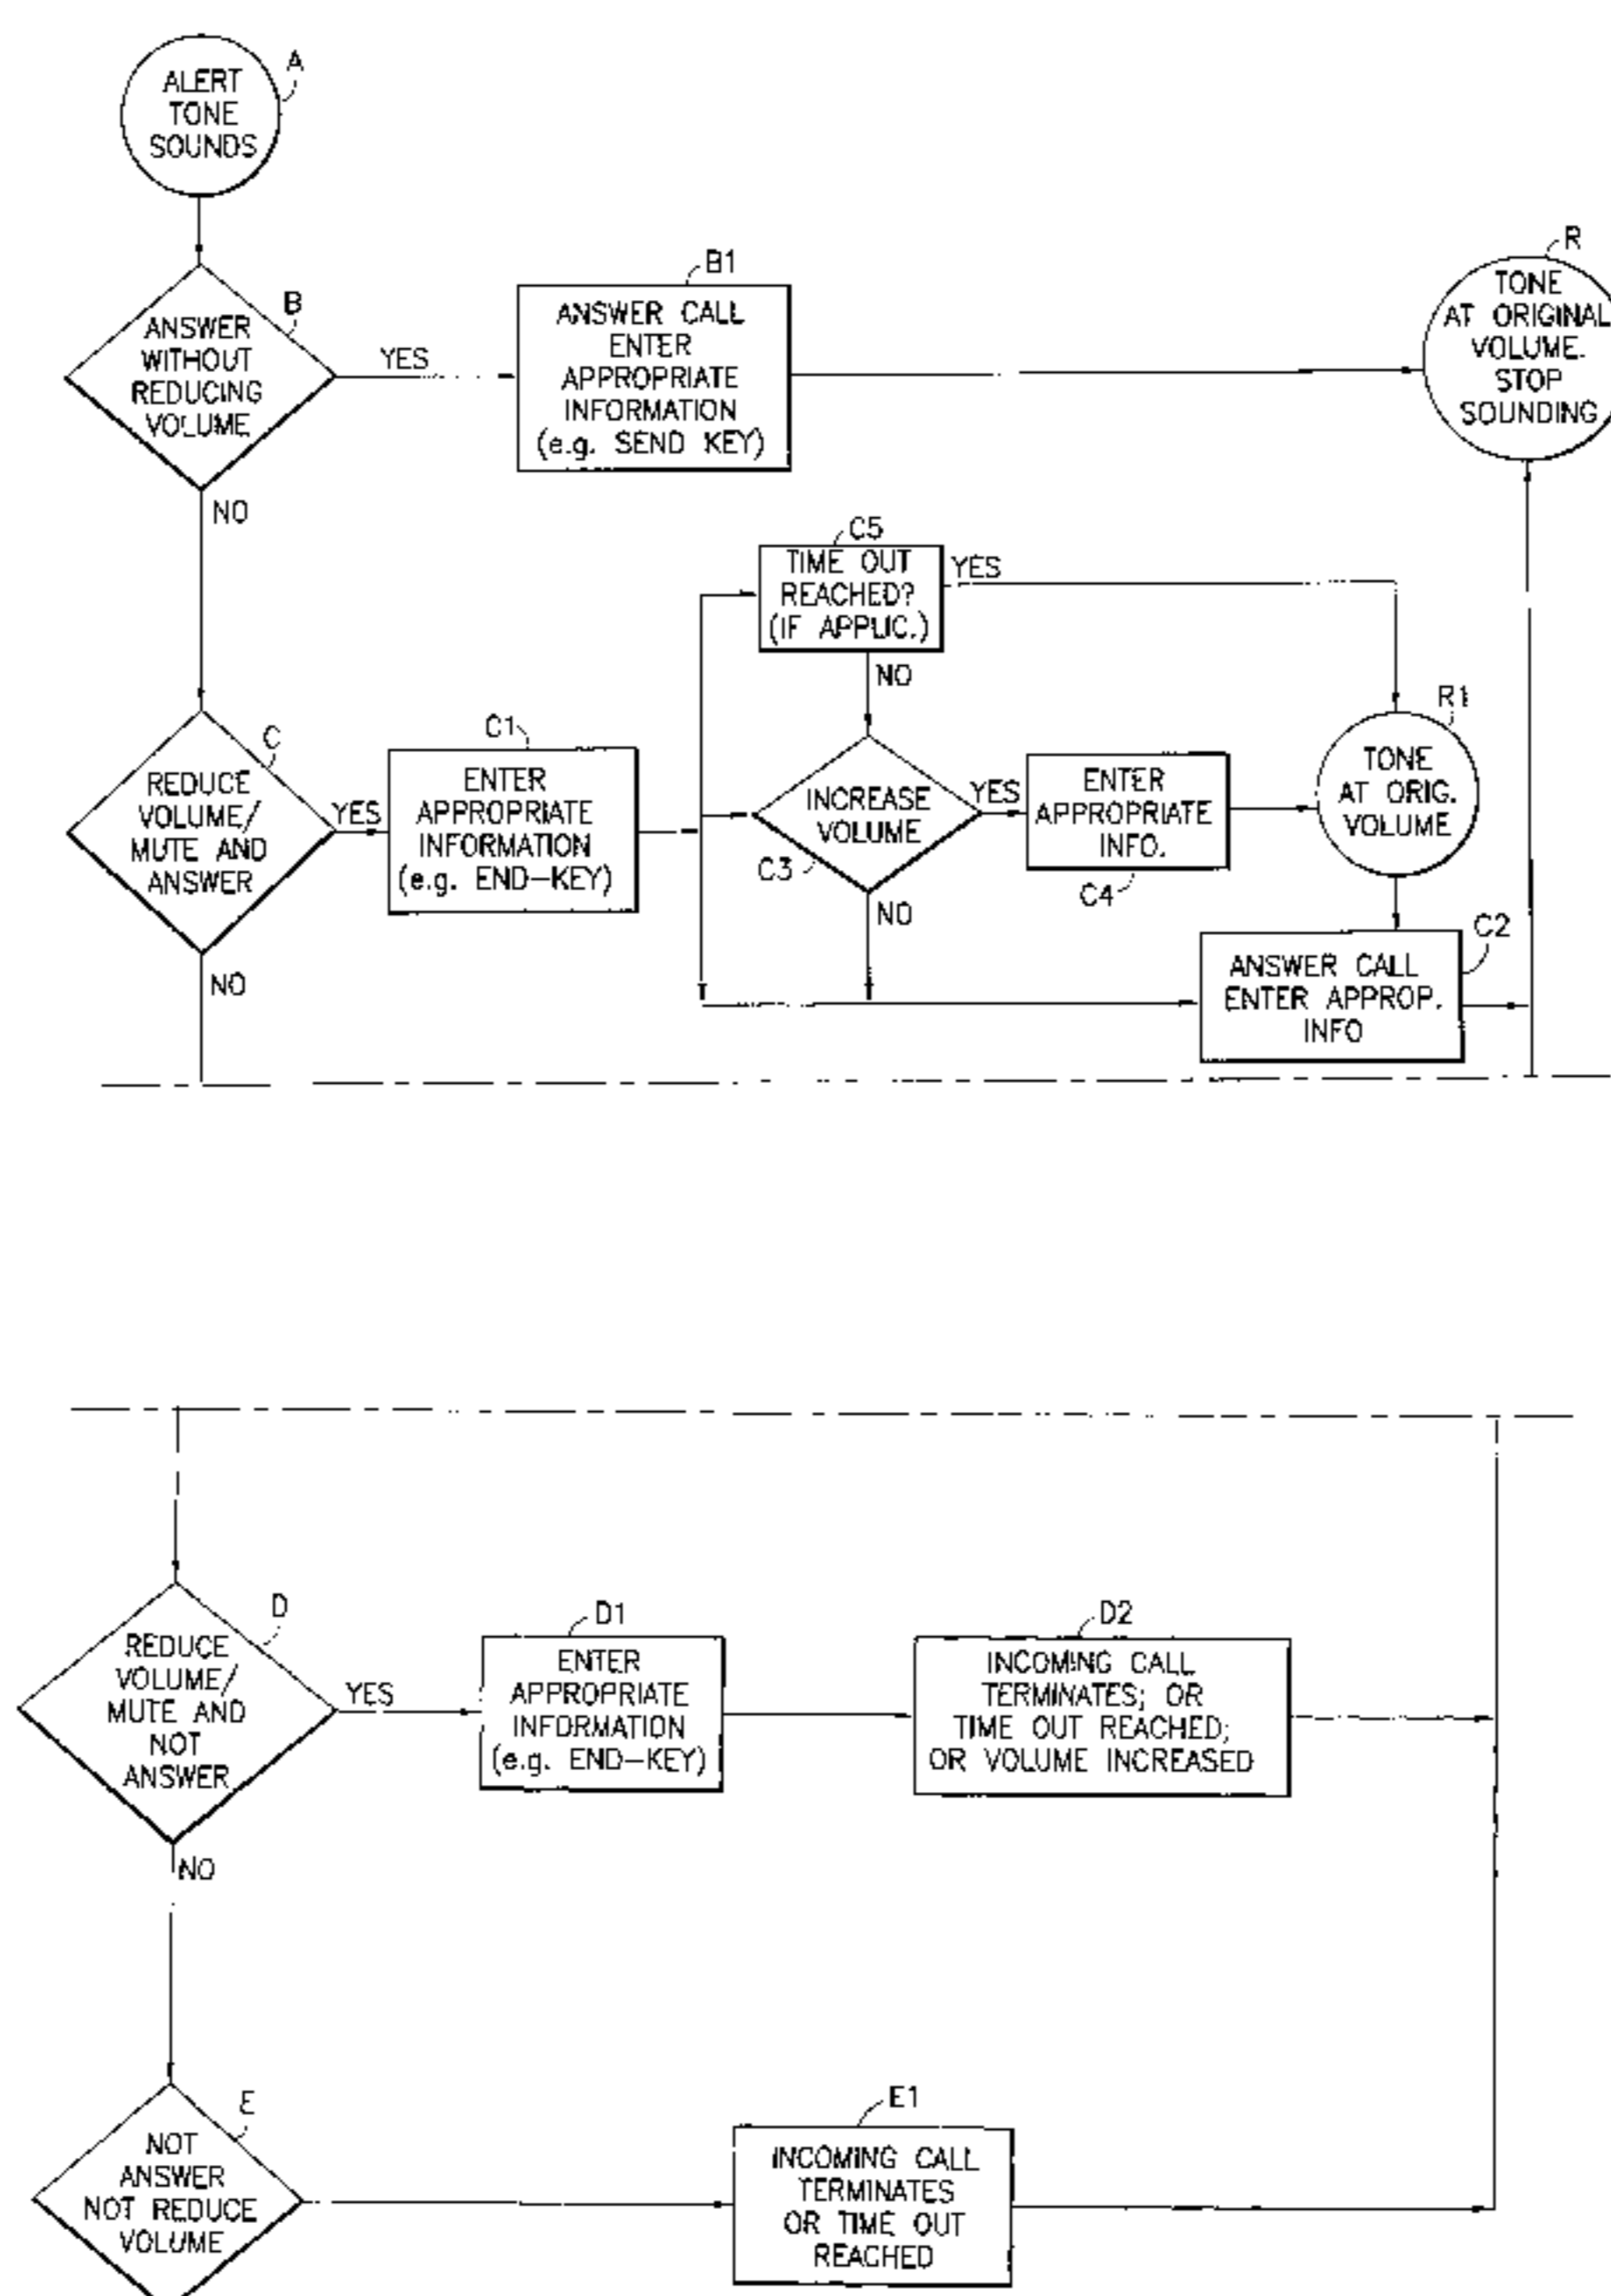 A
ALERT
TONE
SOUNDS
B
ANSWER
WITHOUT
REDUCING
VOLUME
YES
NO
B1
ANSWER CALL
ENTER
APPROPRIATE
INFORMATION
(e.g. SEND KEY)
R
TONE
AT ORIGINAL
VOLUME.
STOP
SOUNDING
C
REDUCE
VOLUME/
MUTE AND
ANSWER
YES
NO
C1
ENTER
APPROPRIATE
INFORMATION
(e.g. END-KEY)
C5
TIME OUT
REACHED?
(IF APPLIC.)
YES
NO
INCREASE
VOLUME
C3
YES
NO
ENTER
APPROPRIATE
INFO.
C4
R1
TONE
AT ORIG.
VOLUME
C2
ANSWER CALL
ENTER APPROP.
INFO
D
REDUCE
VOLUME/
MUTE AND
NOT
ANSWER
YES
NO
D1
ENTER
APPROPRIATE
INFORMATION
(e.g. END-KEY)
D2
INCOMING CALL
TERMINATES; OR
TIME OUT REACHED;
OR VOLUME INCREASED
E
NOT
ANSWER
NOT REDUCE
VOLUME
E1
INCOMING CALL
TERMINATES
OR TIME OUT
REACHED